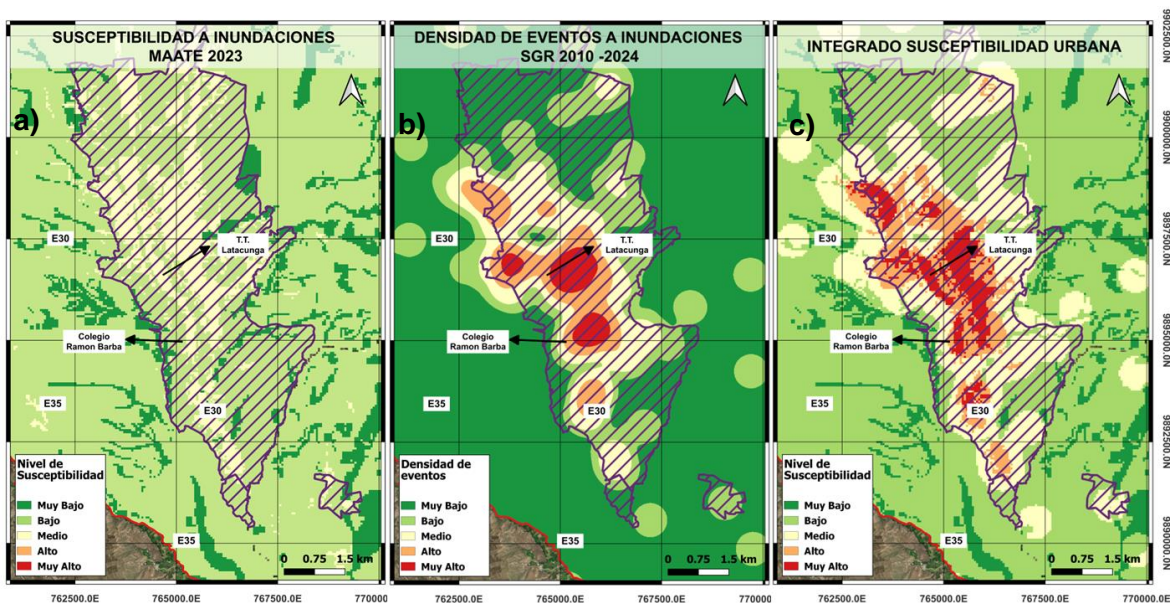 SUSCEPTIBILIDAD A INUNDACIONES
MAATE 2023
a)
E30
T.T.
Latacunga
Colegio
Ramon Barba
E35
E30
E35
Nivel de
Susceptibilidad
Muy Bajo
Bajo
Medio
Alto
Muy Alto
0 0.75 1.5 km
762500.0E 765000.0E 767500.0E 770000
DENSIDAD DE EVENTOS A INUNDACIONES
SGR 2010 -2024
b)
E30
T.T.
Latacunga
Colegio
Ramon Barba
E35
E30
E35
Densidad de
eventos
Muy Bajo
Bajo
Medio
Alto
Muy Alto
0 0.75 1.5 km
762500.0E 765000.0E 767500.0E 770000
INTEGRADO SUSCEPTIBILIDAD URBANA
c)
E30
T.T.
Latacunga
Colegio
Ramon Barba
E35
E30
E35
Nivel de
Susceptibilidad
Muy Bajo
Bajo
Medio
Alto
Muy Alto
0 0.75 1.5 km
762500.0E 765000.0E 767500.0E 770000.0E
9902500.0N
9900000.0N
9897500.0N
9895000.0N
9892500.0N
9890000.0N